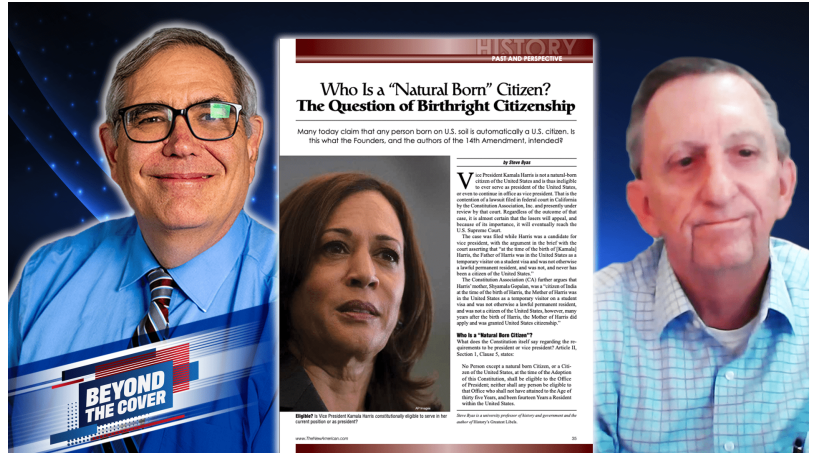 HISTORY
PAST AND PERSPECTIVE
Who Is a “Natural Born” Citizen?
The Question of Birthright Citizenship
Many today claim that any person born on U.S. soil is automatically a U.S. citizen. Is
this what the Founders, and the authors of the 14th Amendment, intended?
by Steve Byas
Vice President Kamala Harris is not a natural-born
citizen of the United States and is thus ineligible
to ever serve as president of the United States,
or even to continue in office as vice president. That is the
contention of a lawsuit filed in federal court in California
by the Constitution Association, Inc. and presently under
review by that court. Regardless of the outcome of that
case, it is almost certain that the losers will appeal, and
because of its importance, it will eventually reach the
U.S. Supreme Court.
The case was filed while Harris was a candidate for
vice president, with the argument in the brief with the
court asserting that “at the time of the birth of [Kamala]
Harris, the Father of Harris was in the United States as a
temporary visitor on a student visa and was not otherwise
a lawful permanent resident, and was not, and never has
been a citizen of the United States.”
The Constitution Association (CA) further argues that
Harris’ mother, Shyamala Gopalan, was a “citizen of India
at the time of the birth of Harris, the Mother of Harris was
in the United States as a temporary visitor on a student
visa and was not otherwise a lawful permanent resident,
and was not a citizen of the United States, however, many
years after the birth of Harris, the Mother of Harris did
apply and was granted United States citizenship.”
Who Is a “Natural Born Citizen”?
What does the Constitution itself say regarding the re-
quirements to be president or vice president? Article II,
Section 1, Clause 5, states:
No Person except a natural born Citizen, or a Citi-
zen of the United States, at the time of the Adoption
of this Constitution, shall be eligible to the Office
of President; neither shall any person be eligible to
that Office who shall not have attained to the Age of
thirty five Years, and been fourteen Years a Resident
within the United States.
AP Images
Eligible? Is Vice President Kamala Harris constitutionally eligible to serve in her
current position or as president?
Steve Byas is a university professor of history and government and the
author of History’s Greatest Libels.
www.TheNewAmerican.com
35
BEYOND
THE COVER